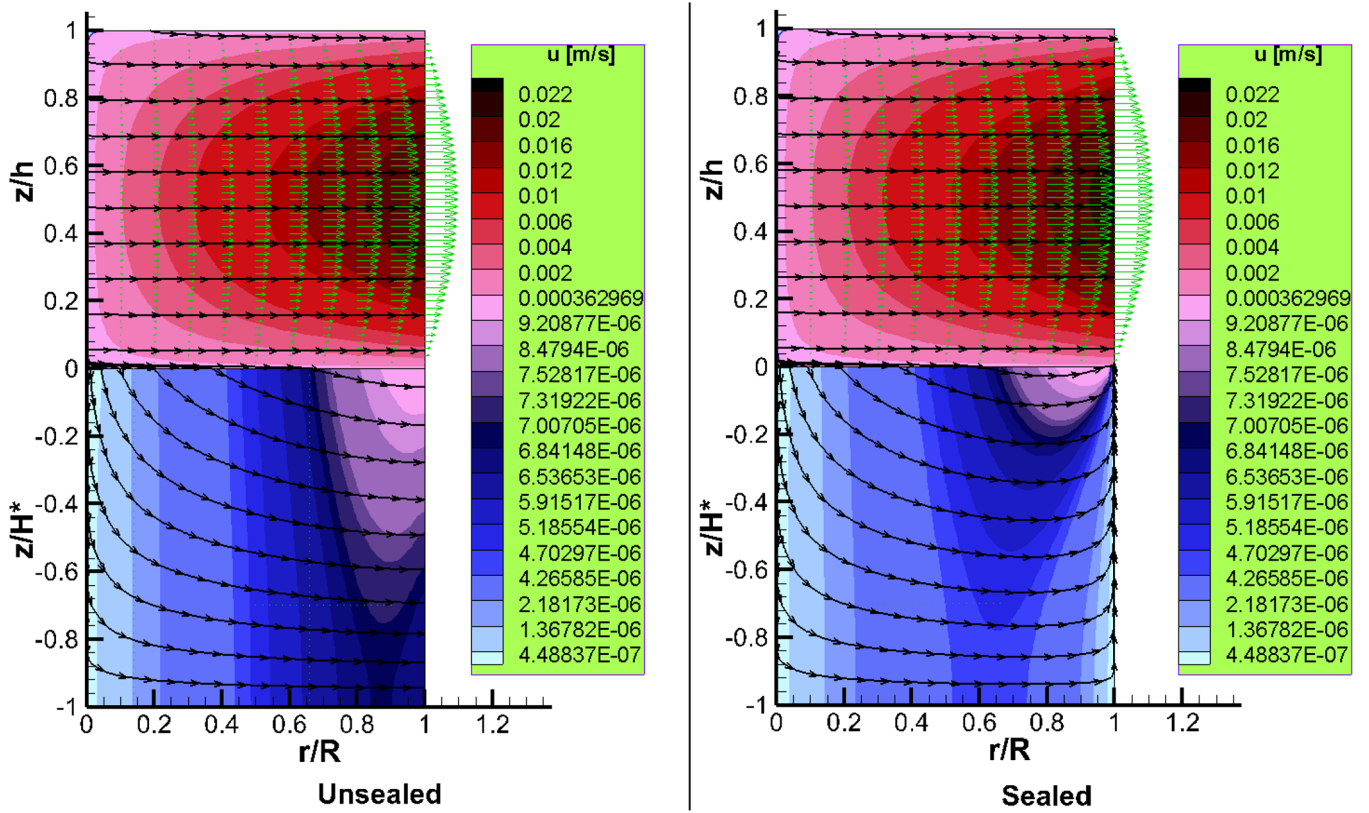 u [m/s]
1
0.8
0.6
0.4
0.2
0
-0.2
-0.4
-0.6
-0.8
-1
z/h
z/H*
0.022
0.02
0.016
0.012
0.01
0.006
0.004
0.002
0.000362969
9.20877E-06
8.4794E-06
7.52817E-06
7.31922E-06
7.00705E-06
6.84148E-06
6.53653E-06
5.91517E-06
5.18554E-06
4.70297E-06
4.26585E-06
2.18173E-06
1.36782E-06
4.48837E-07
0 0.2 0.4 0.6 0.8 1 1.2
r/R
Unsealed
u [m/s]
1
0.8
0.6
0.4
0.2
0
-0.2
-0.4
-0.6
-0.8
-1
z/h
z/H*
0.022
0.02
0.016
0.012
0.01
0.006
0.004
0.002
0.000362969
9.20877E-06
8.4794E-06
7.52817E-06
7.31922E-06
7.00705E-06
6.84148E-06
6.53653E-06
5.91517E-06
5.18554E-06
4.70297E-06
4.26585E-06
2.18173E-06
1.36782E-06
4.48837E-07
0 0.2 0.4 0.6 0.8 1 1.2
r/R
Sealed